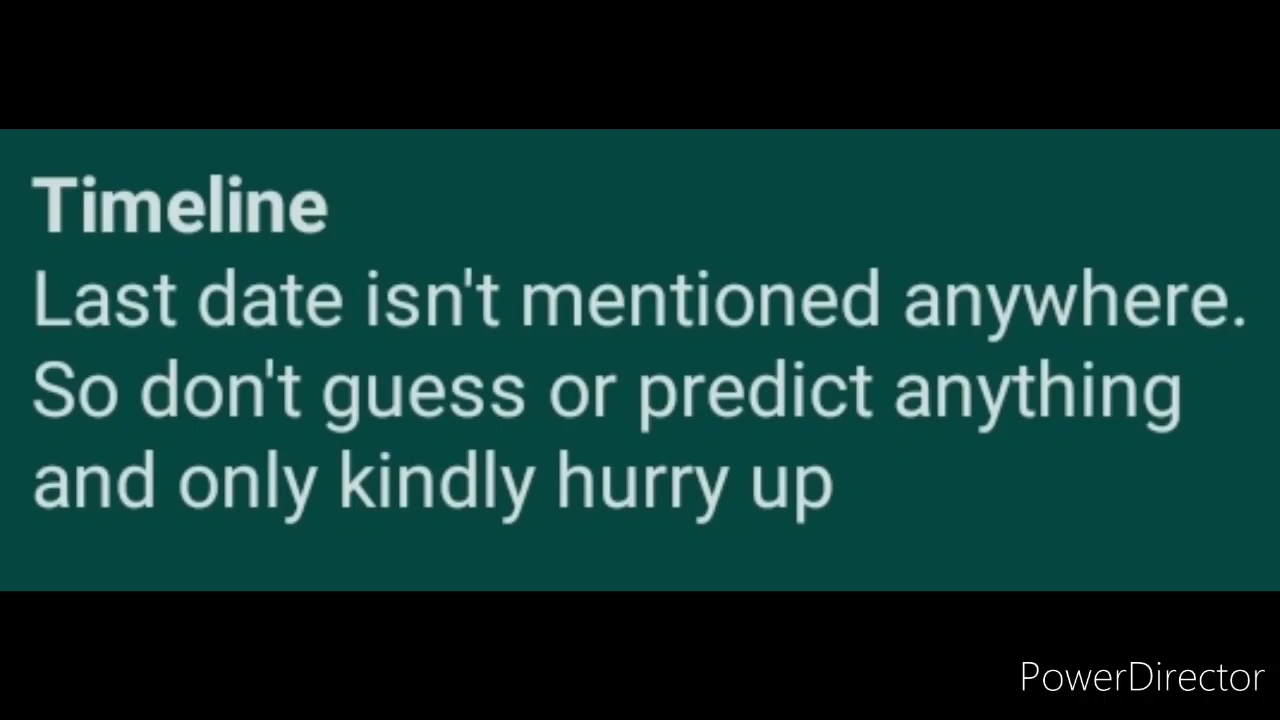 Timeline
Last date isn't mentioned anywhere.
So don't guess or predict anything
and only kindly hurry up
PowerDirector